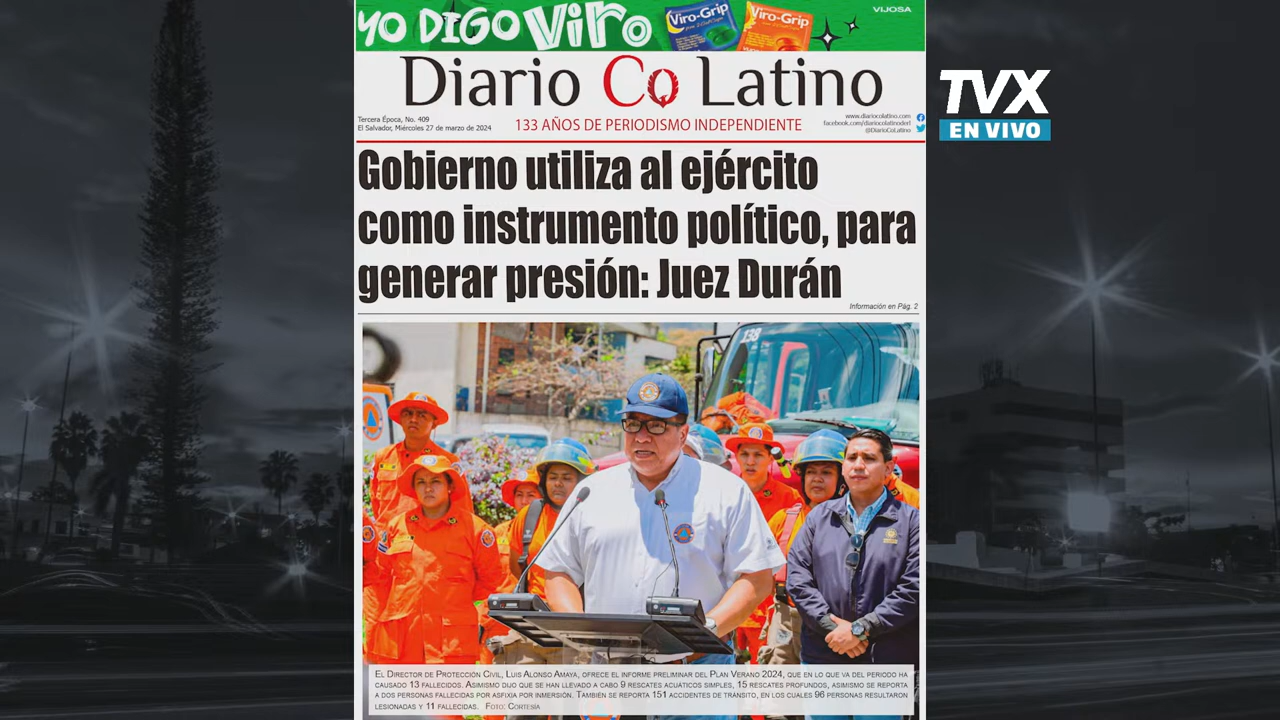 YO DIGO Viro
Viro-Grip
Viro-Grip
VIJOSA
Diario Co Latino
TVX
EN VIVO
Tercera Época, No. 409
El Salvador, Miércoles 27 de marzo de 2024
133 AÑOS DE PERIODISMO INDEPENDIENTE
www.diariocolatino.com
facebook.com/diariocolatinoderl
@DiarioCoLatino
Gobierno utiliza al ejército
como instrumento político, para
generar presión: Juez Durán
Información en Pág. 2
138
El Director de Protección Civil, Luis Alonso Amaya, ofrece el informe preliminar del Plan Verano 2024, que en lo que va del periodo ha
causado 13 fallecidos. Asimismo duo que se han llevado a cabo 9 rescates acuáticos simples, 15 rescates profundos, asimismo se reporta
a dos personas fallecidas por asfixia por inmersión. También se reporta 151 accidentes de tránsito, en los cuales 96 personas resultaron
lesionadas y 11 fallecidas. Foto: Cortesía